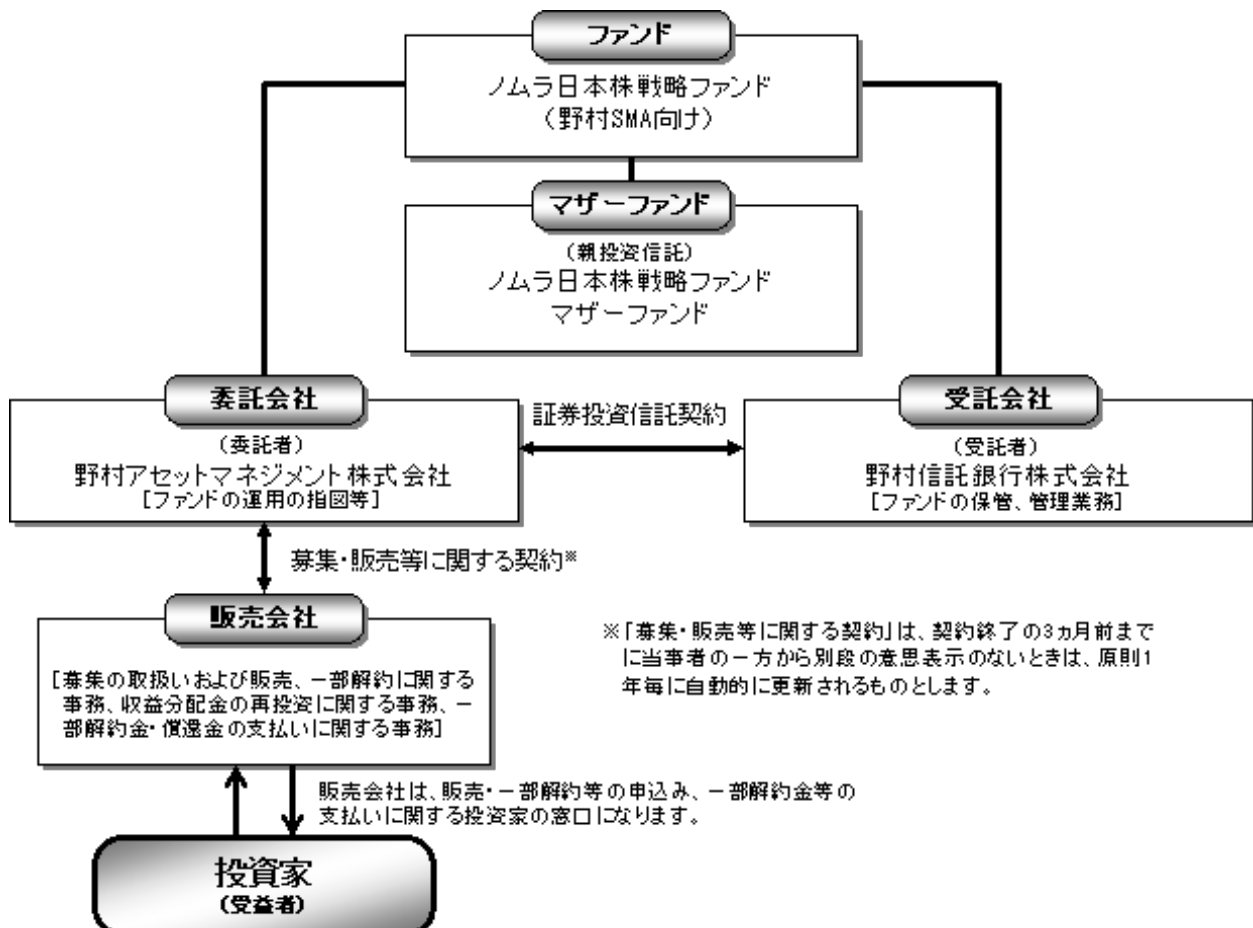 ファンド
ノムラ日本株戦略ファンド
（野村SMA向け）
マザーファンド
（親投資信託）
ノムラ日本株戦略ファンド
マザーファンド
委託会社
（委託者）
野村アセットマネジメント株式会社
[ファンドの運用の指図等]
証券投資信託契約
受託会社
（受託者）
野村信託銀行株式会社
[ファンドの保管、管理業務]
募集・販売等に関する契約※
販売会社
[募集の取扱いおよび販売、一部解約に関する
事務、収益分配金の再投資に関する事務、一
部解約金・償還金の支払いに関する事務]
※「募集・販売等に関する契約」は、契約終了の3ヵ月前まで
に当事者の一方から別段の意思表示のないときは、原則1
年毎に自動的に更新されるものとします。
販売会社は、販売・一部解約等の申込み、一部解約金等の
支払いに関する投資家の窓口になります。
投資家
（受益者）